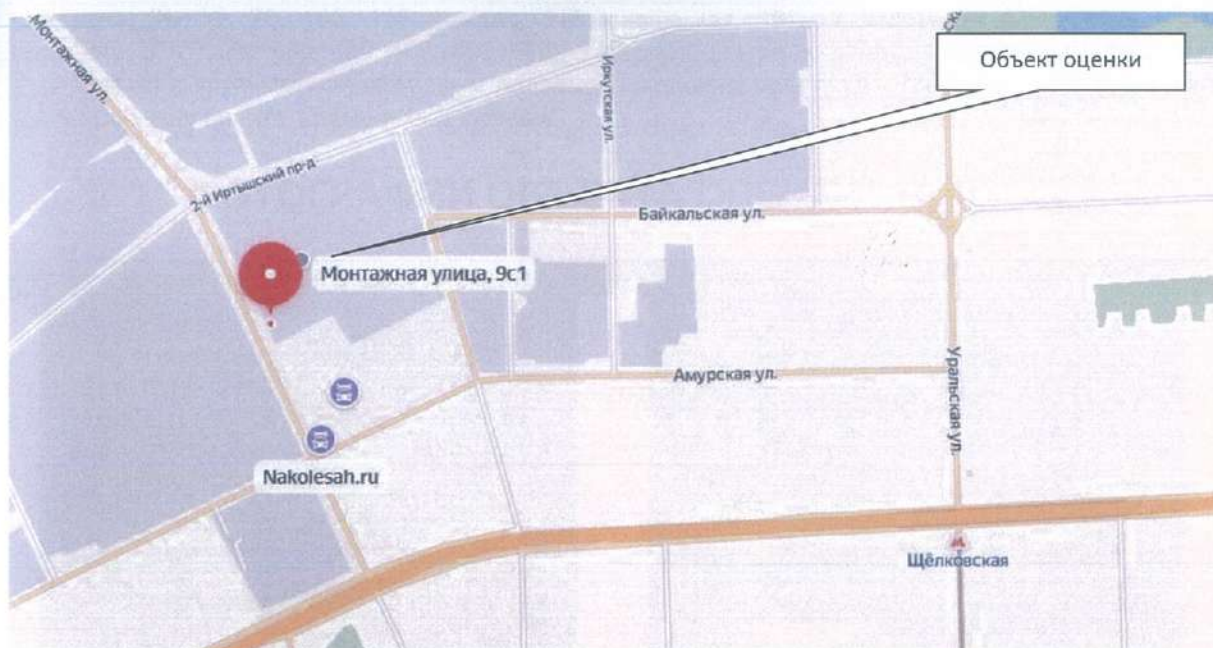 Монтажная ул.
Объект оценки
Иркутская ул.
2-й Иртышский пр-д
Байкальская ул.
Монтажная улица, 9с1
Амурская ул.
Уральская ул.
Nakolesah.ru
Щёлковская